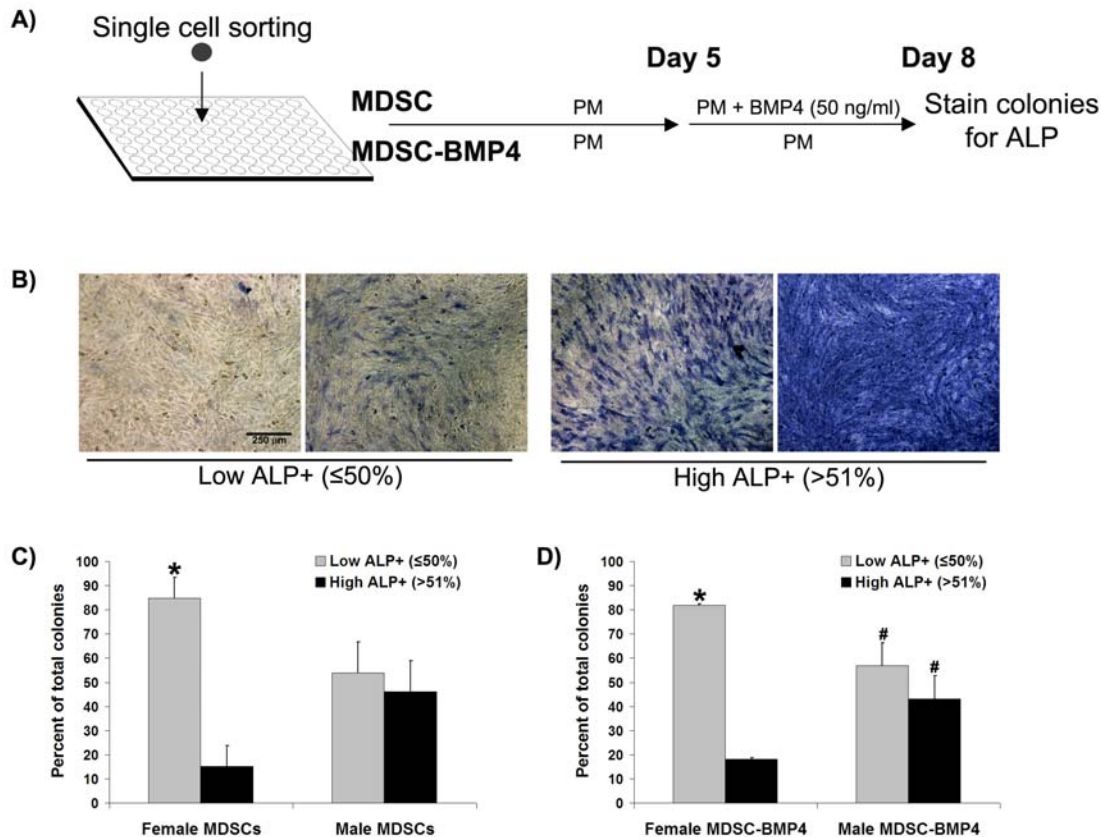 A)
Single cell sorting
MDSC
MDSC-BMP4
PM
PM
Day 5
PM + BMP4 (50 ng/ml)
PM
Day 8
Stain colonies
for ALP
B)
250 μm
Low ALP+ (≤50%)
High ALP+ (>51%)
C)
Percent of total colonies
100
90
80
70
60
50
40
30
20
10
0
*
Low ALP+ (≤50%)
High ALP+ (>51%)
Female MDSCs
Male MDSCs
D)
Percent of total colonies
100
90
80
70
60
50
40
30
20
10
0
*
#
#
Low ALP+ (≤50%)
High ALP+ (>51%)
Female MDSC-BMP4
Male MDSC-BMP4